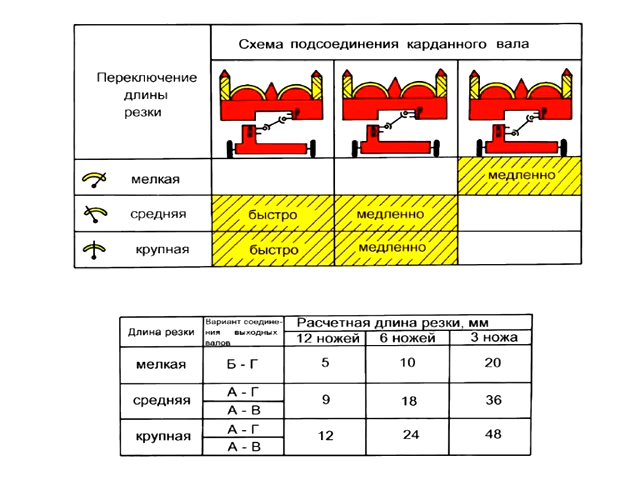 Схема подсоединения карданного вала
Переключение
длины
резки
мелкая
медленно
средняя
быстро
медленно
крупная
быстро
медленно
Длина резки
Вариант соедине-
ния выходных
валов
Расчетная длина резки, мм
12 ножей
6 ножей
3 ножа
мелкая
Б - Г
5
10
20
средняя
А - Г
А - В
9
18
36
крупная
А - Г
А - В
12
24
48